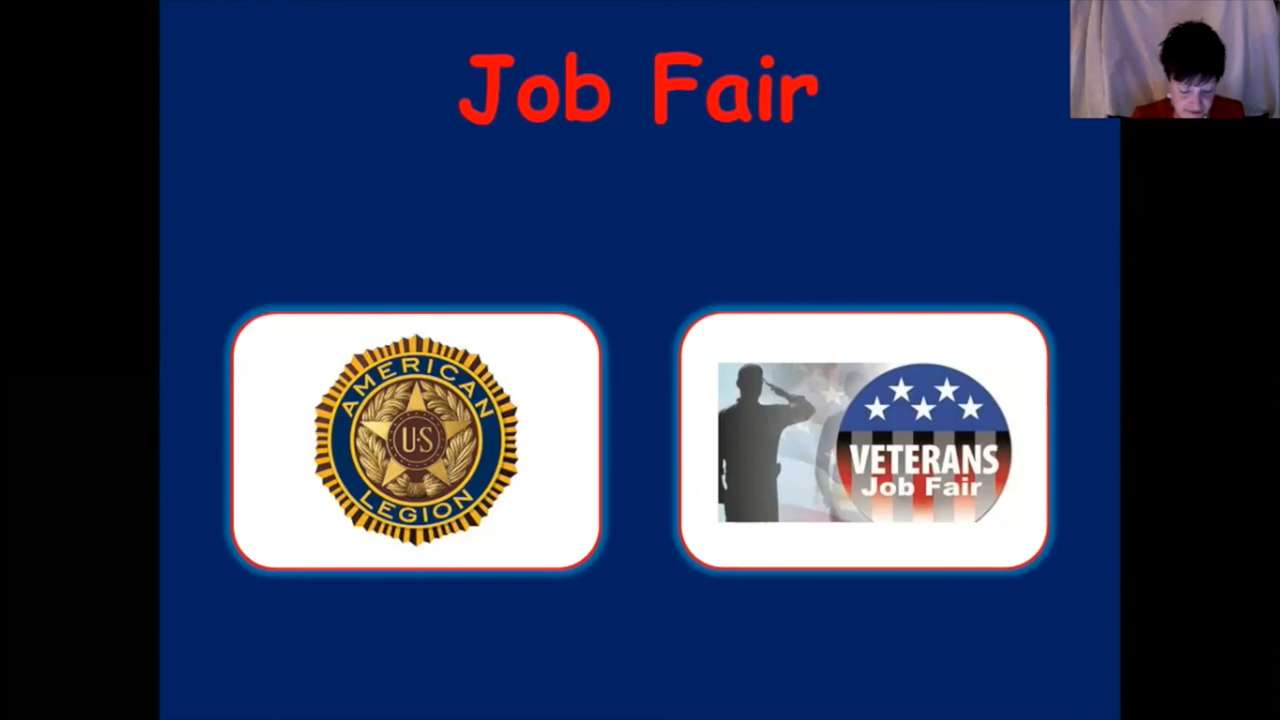 Job Fair
AMERICAN
U.S
LEGION
VETERANS
Job Fair